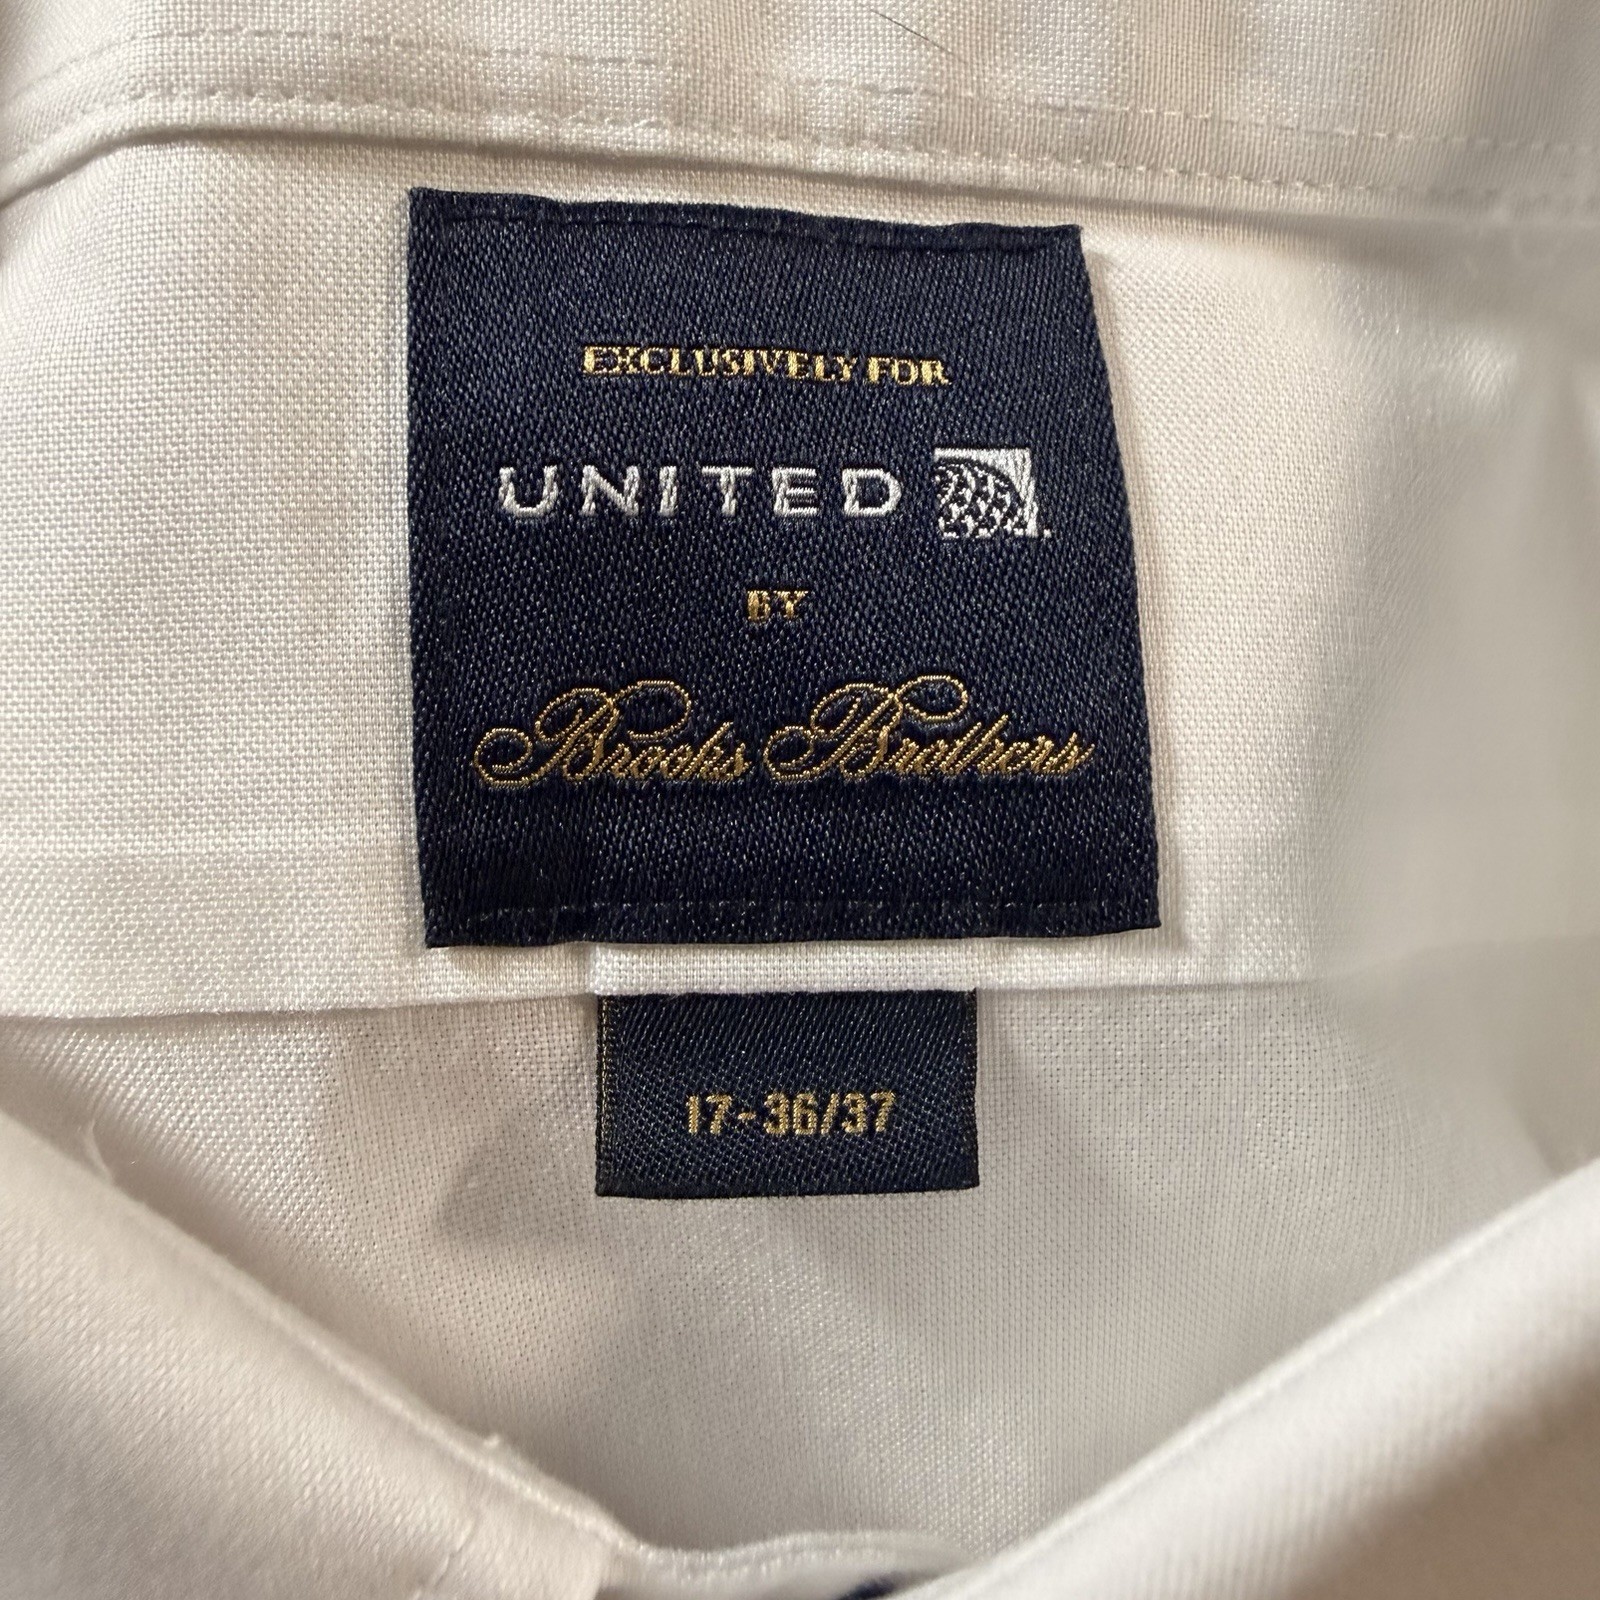 EXCLUSIVELY FOR
UNITED
BY
Brooks Brothers
17-36/37